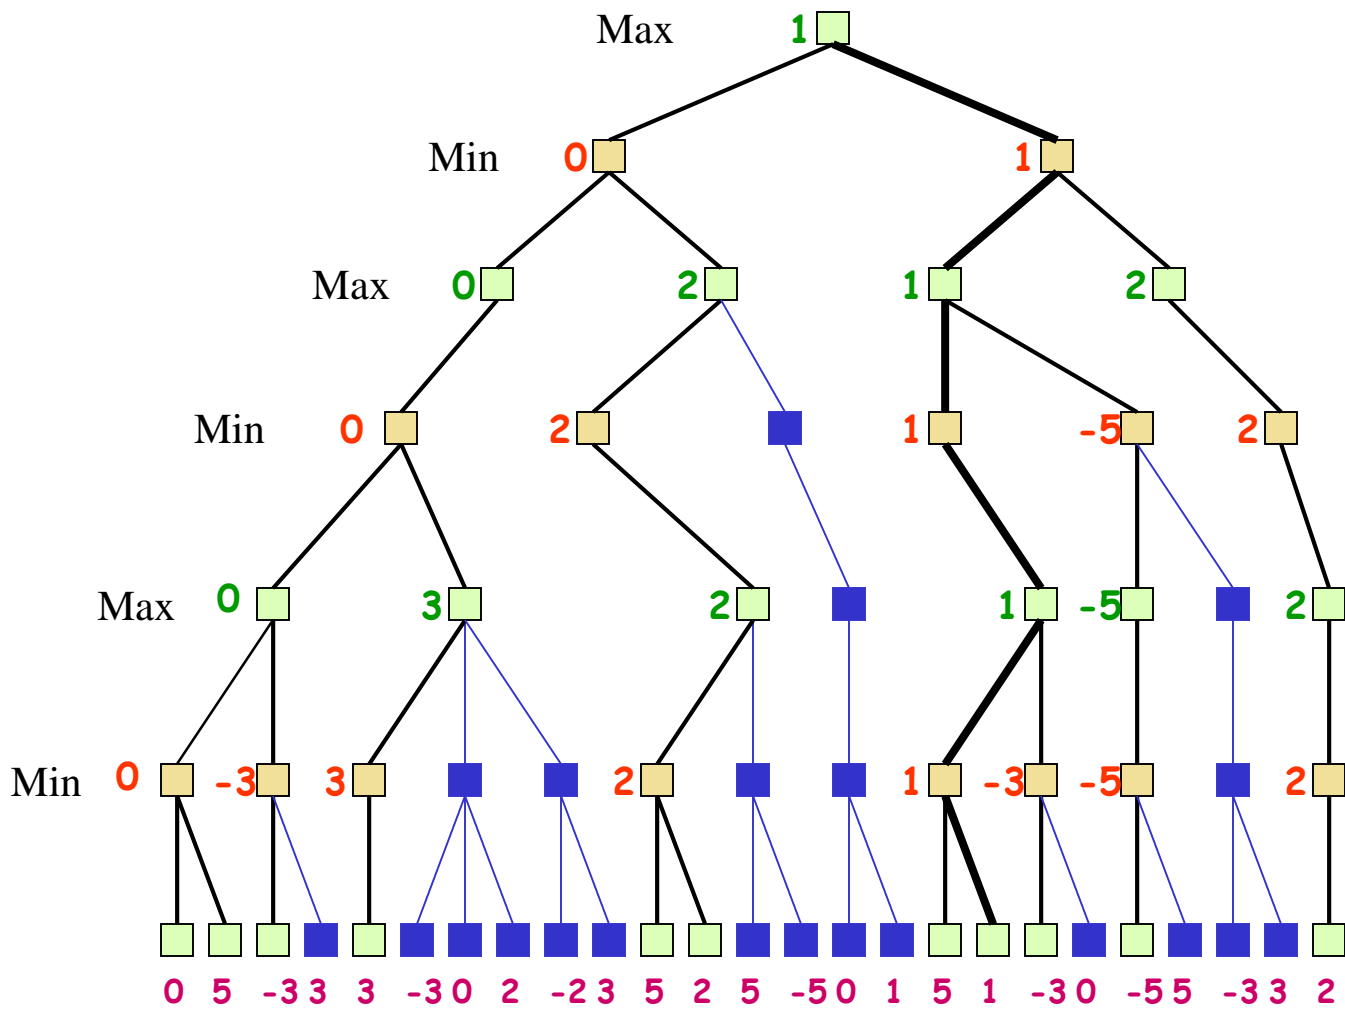 Max 1
Min 0 1
Max 0 2 1 2
Min 0 2 1 -5 2
Max 0 3 2 1 -5 2
Min 0 -3 3 2 1 -3 -5 2
0 5 -3 3 3 -3 0 2 -2 3 5 2 5 -5 0 1 5 1 -3 0 -5 5 -3 3 2